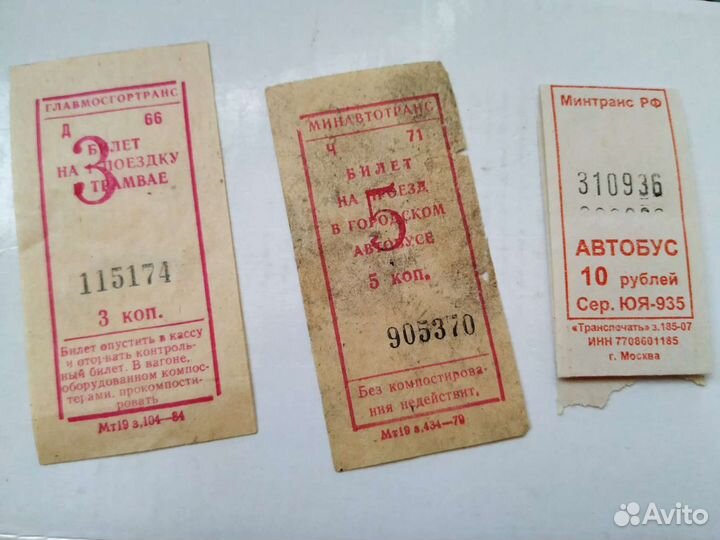 ГЛАВМОСГОРТРАНС
Д 66
3
БИЛЕТ
НА ПОЕЗДКУ
ТРАМВАЕ
115174
3 КОП.
Билет опустить в кассу
и оторвать контроль-
ный билет. В вагоне,
оборудованном компос-
терами, прокомпости-
ровать
Мт19 з.104—84
МИНАВТОТРАНС
Ч 71
5
БИЛЕТ
НА ПРОЕЗД
В ГОРОДСКОМ
АВТОБУСЕ
5 КОП.
905370
Без компостирова-
ния недействит.
Мт19 з.434—79
Минтранс РФ
310936
АВТОБУС
10 рублей
Сер. ЮЯ-935
«Транспечать» з.185-07
ИНН 7708601185
г. Москва
Avito